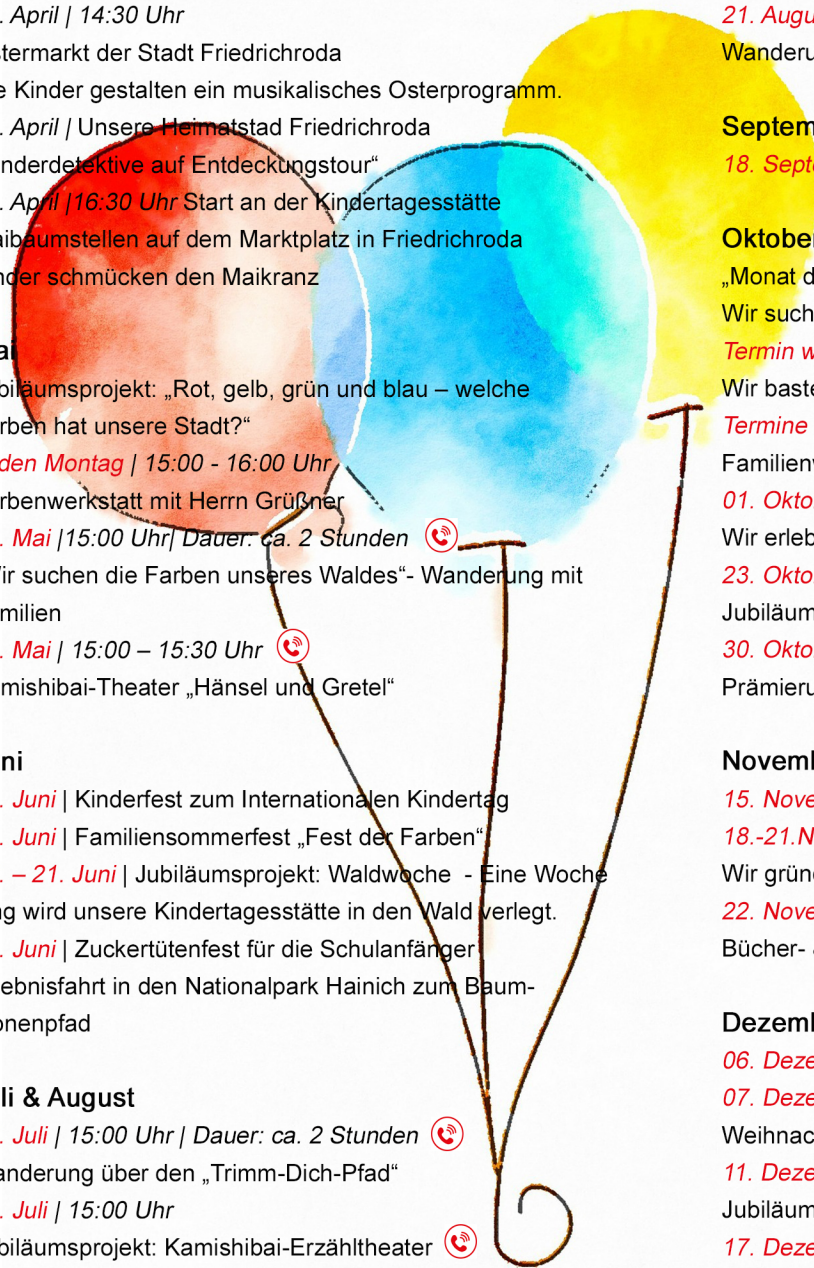 . April | 14:30 Uhr
termarkt der Stadt Friedrichroda
e Kinder gestalten ein musikalisches Osterprogramm.
. April | Unsere Heimatstad Friedrichroda
nderdetektive auf Entdeckungstour“
. April |16:30 Uhr Start an der Kindertagesstätte
aibaumstellen auf dem Marktplatz in Friedrichroda
nder schmücken den Maikranz
ai
biläumsprojekt: „Rot, gelb, grün und blau – welche
rben hat unsere Stadt?“
den Montag | 15:00 - 16:00 Uhr
rbenwerkstatt mit Herrn Grüßner
. Mai |15:00 Uhr| Dauer: ca. 2 Stunden
ir suchen die Farben unseres Waldes“- Wanderung mit
milien
. Mai | 15:00 – 15:30 Uhr
mishibai-Theater „Hänsel und Gretel“
ni
. Juni | Kinderfest zum Internationalen Kindertag
. Juni | Familiensommerfest „Fest der Farben“
. – 21. Juni | Jubiläumsprojekt: Waldwoche - Eine Woche
ng wird unsere Kindertagesstätte in den Wald verlegt.
. Juni | Zuckertütenfest für die Schulanfänger
ebnisfahrt in den Nationalpark Hainich zum Baum-
onenpfad
li & August
. Juli | 15:00 Uhr | Dauer: ca. 2 Stunden
anderung über den „Trimm-Dich-Pfad“
. Juli | 15:00 Uhr
biläumsprojekt: Kamishibai-Erzähltheater
21. Augu
Wanderu
Septem
18. Septe
Oktober
„Monat d
Wir such
Termin w
Wir baste
Termine
Familienw
01. Okto
Wir erleb
23. Okto
Jubiläum
30. Okto
Prämieru
Novemb
15. Nove
18.-21.N
Wir gründ
22. Nove
Bücher-
Dezemb
06. Deze
07. Deze
Weihnac
11. Deze
Jubiläum
17. Deze